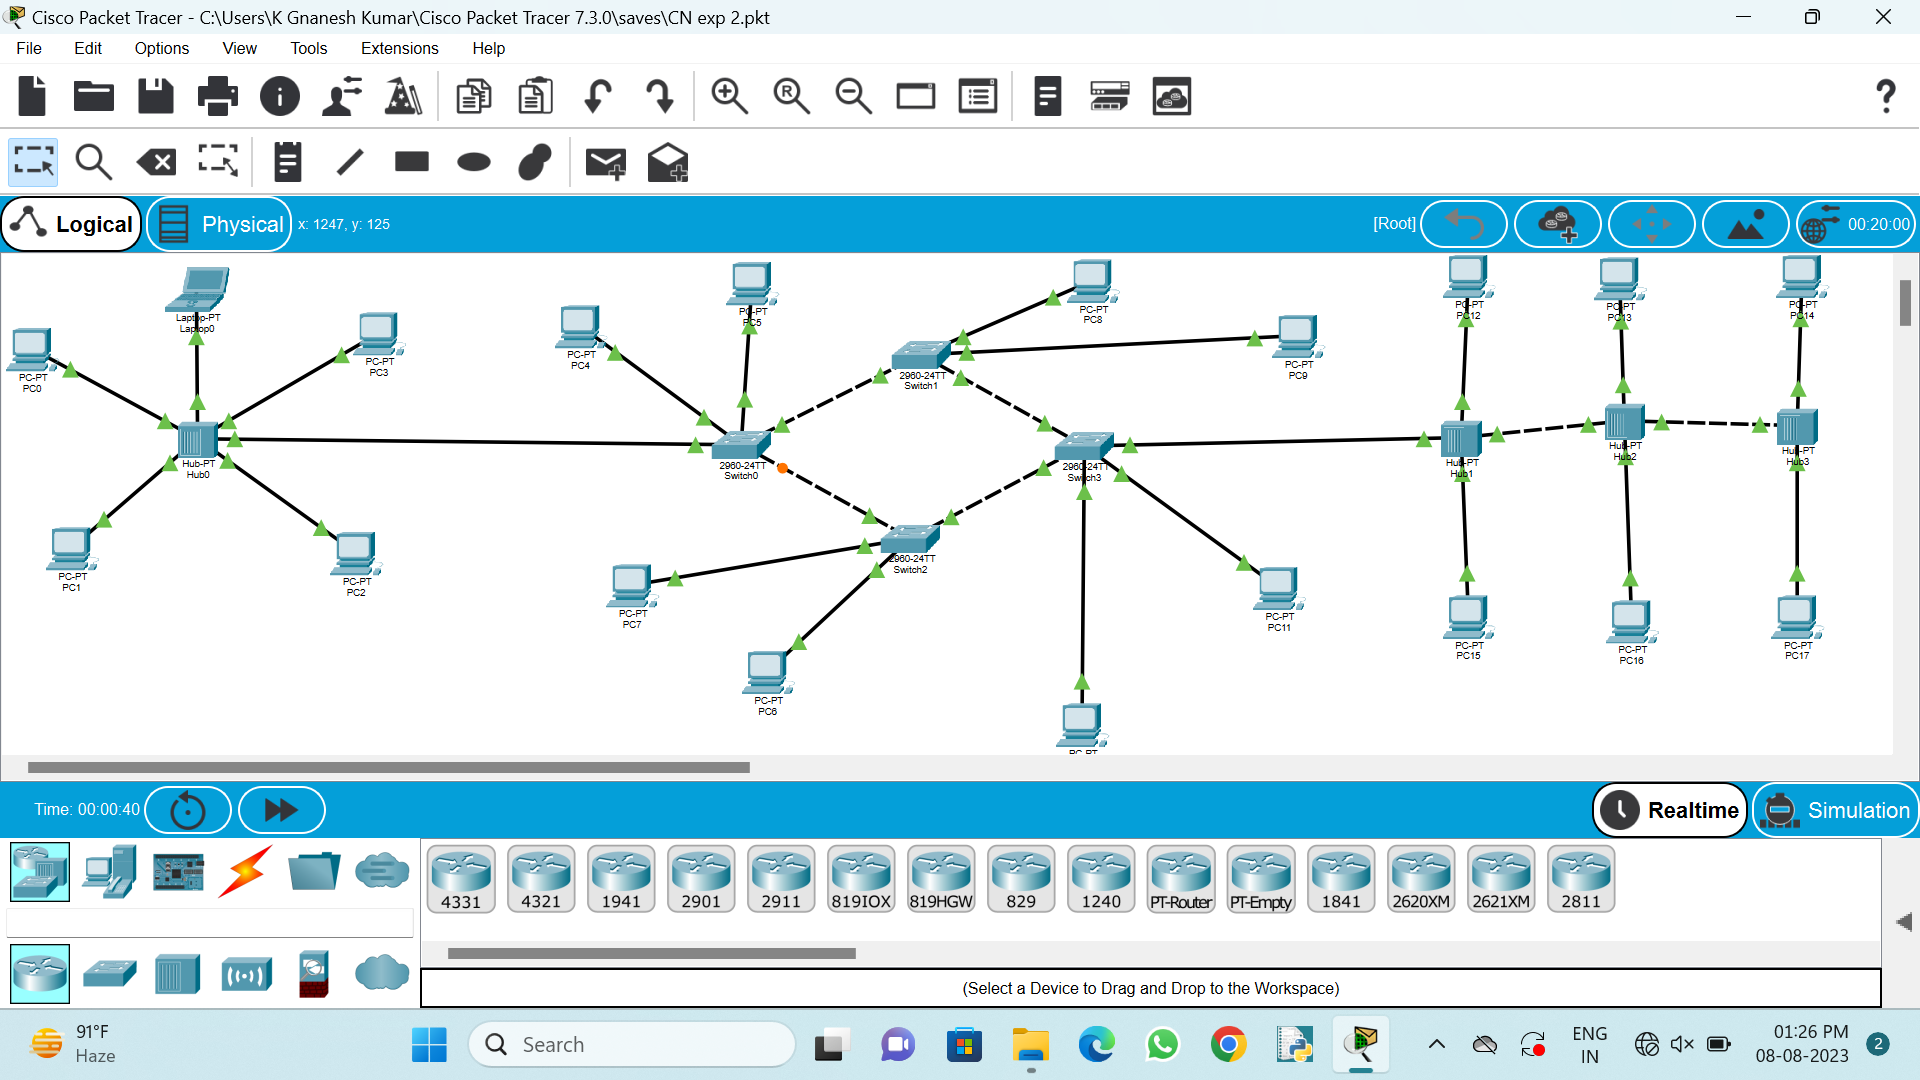 Cisco Packet Tracer - C:\Users\K Gnanesh Kumar\Cisco Packet Tracer 7.3.0\saves\CN exp 2.pkt
File Edit Options View Tools Extensions Help
Logical Physical x: 1247, y: 125 [Root] 00:20:00
Laptop-PT
Laptop0
PC-PT
PC0
PC-PT
PC3
Hub-PT
Hub0
PC-PT
PC1
PC-PT
PC2
PC-PT
PC4
PC-PT
PC5
2960-24TT
Switch0
2960-24TT
Switch1
PC-PT
PC8
PC-PT
PC9
2960-24TT
Switch3
2960-24TT
Switch2
PC-PT
PC7
PC-PT
PC6
PC-PT
PC11
PC-PT
PC-PT
PC12
PC-PT
PC13
PC-PT
PC14
Hub-PT
Hub1
Hub-PT
Hub2
Hub-PT
Hub3
PC-PT
PC15
PC-PT
PC16
PC-PT
PC17
Time: 00:00:40 Realtime Simulation
4331 4321 1941 2901 2911 819IOX 819HGW 829 1240 PT-Router PT-Empty 1841 2620XM 2621XM 2811
(Select a Device to Drag and Drop to the Workspace)
91°F
Haze
Search
ENG
IN
01:26 PM
08-08-2023
2